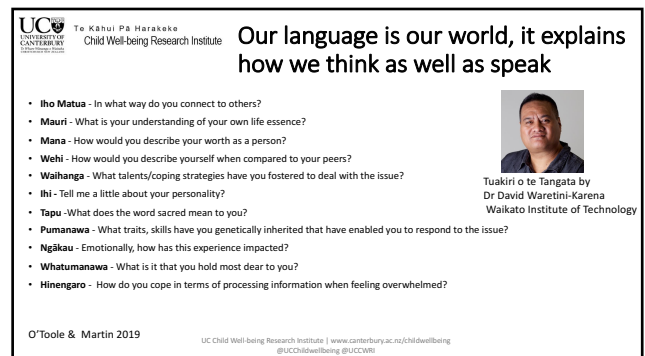 UC
UNIVERSITY OF
CANTERBURY
Te Kāhui Pā Harakeke
Child Well-being Research Institute
Our language is our world, it explains
how we think as well as speak
• Iho Matua - In what way do you connect to others?
• Mauri - What is your understanding of your own life essence?
• Mana - How would you describe your worth as a person?
• Wehi - How would you describe yourself when compared to your peers?
• Waihanga - What talents/coping strategies have you fostered to deal with the issue?
• Ihi - Tell me a little about your personality?
• Tapu -What does the word sacred mean to you?
• Pumanawa - What traits, skills have you genetically inherited that have enabled you to respond to the issue?
• Ngākau - Emotionally, how has this experience impacted?
• Whatumanawa - What is it that you hold most dear to you?
• Hinengaro - How do you cope in terms of processing information when feeling overwhelmed?
Tuakiri o te Tangata by
Dr David Waretini-Karena
Waikato Institute of Technology
O'Toole & Martin 2019
UC Child Well-being Research Institute | www.canterbury.ac.nz/childwellbeing
@UCChildwellbeing @UCCWRI